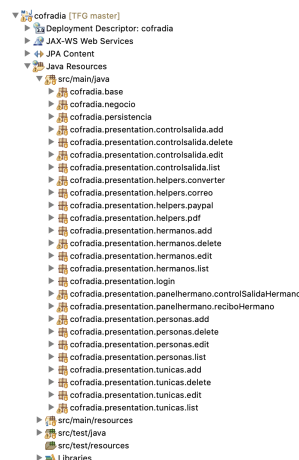 cofradia [TFG master]
Deployment Descriptor: cofradia
JAX-WS Web Services
JPA Content
Java Resources
src/main/java
cofradia.base
cofradia.negocio
cofradia.persistencia
cofradia.presentation.controlsalida.add
cofradia.presentation.controlsalida.delete
cofradia.presentation.controlsalida.edit
cofradia.presentation.controlsalida.list
cofradia.presentation.helpers.converter
cofradia.presentation.helpers.correo
cofradia.presentation.helpers.paypal
cofradia.presentation.helpers.pdf
cofradia.presentation.hermanos.add
cofradia.presentation.hermanos.delete
cofradia.presentation.hermanos.edit
cofradia.presentation.hermanos.list
cofradia.presentation.login
cofradia.presentation.panelhermano.controlSalidaHermano
cofradia.presentation.panelhermano.reciboHermano
cofradia.presentation.personas.add
cofradia.presentation.personas.delete
cofradia.presentation.personas.edit
cofradia.presentation.personas.list
cofradia.presentation.tunicas.add
cofradia.presentation.tunicas.delete
cofradia.presentation.tunicas.edit
cofradia.presentation.tunicas.list
src/main/resources
src/test/java
src/test/resources
Libraries